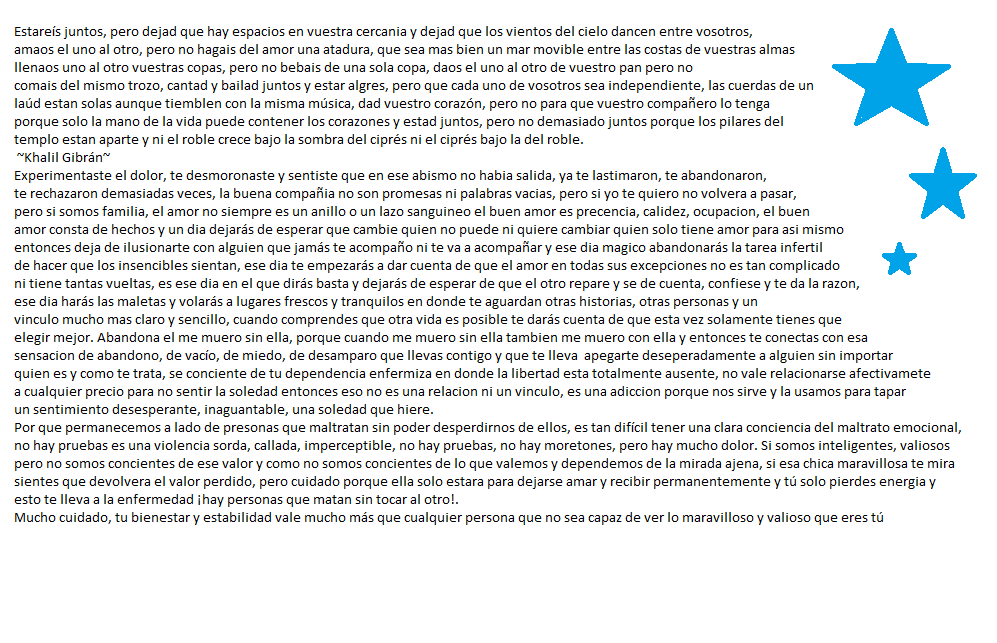 Estareís juntos, pero dejad que hay espacios en vuestra cercania y dejad que los vientos del cielo dancen entre vosotros,
amaos el uno al otro, pero no hagais del amor una atadura, que sea mas bien un mar movible entre las costas de vuestras almas
llenaos uno al otro vuestras copas, pero no bebais de una sola copa, daos el uno al otro de vuestro pan pero no
comais del mismo trozo, cantad y bailad juntos y estar algres, pero que cada uno de vosotros sea independiente, las cuerdas de un
laúd estan solas aunque tiemblen con la misma música, dad vuestro corazón, pero no para que vuestro compañero lo tenga
porque solo la mano de la vida puede contener los corazones y estad juntos, pero no demasiado juntos porque los pilares del
templo estan aparte y ni el roble crece bajo la sombra del ciprés ni el ciprés bajo la del roble.
~Khalil Gibrán~
Experimentaste el dolor, te desmoronaste y sentiste que en ese abismo no habia salida, ya te lastimaron, te abandonaron,
te rechazaron demasiadas veces, la buena compañia no son promesas ni palabras vacias, pero si yo te quiero no volvera a pasar,
pero si somos familia, el amor no siempre es un anillo o un lazo sanguineo el buen amor es precencia, calidez, ocupacion, el buen
amor consta de hechos y un dia dejarás de esperar que cambie quien no puede ni quiere cambiar quien solo tiene amor para asi mismo
entonces deja de ilusionarte con alguien que jamás te acompaño ni te va a acompañar y ese dia magico abandonarás la tarea infertil
de hacer que los insencibles sientan, ese dia te empezarás a dar cuenta de que el amor en todas sus excepciones no es tan complicado
ni tiene tantas vueltas, es ese dia en el que dirás basta y dejarás de esperar de que el otro repare y se de cuenta, confiese y te da la razon,
ese dia harás las maletas y volarás a lugares frescos y tranquilos en donde te aguardan otras historias, otras personas y un
vinculo mucho mas claro y sencillo, cuando comprendes que otra vida es posible te darás cuenta de que esta vez solamente tienes que
elegir mejor. Abandona el me muero sin ella, porque cuando me muero sin ella tambien me muero con ella y entonces te conectas con esa
sensacion de abandono, de vacío, de miedo, de desamparo que llevas contigo y que te lleva apegarte deseperadamente a alguien sin importar
quien es y como te trata, se conciente de tu dependencia enfermiza en donde la libertad esta totalmente ausente, no vale relacionarse afectivamete
a cualquier precio para no sentir la soledad entonces eso no es una relacion ni un vinculo, es una adiccion porque nos sirve y la usamos para tapar
un sentimiento desesperante, inaguantable, una soledad que hiere.
Por que permanecemos a lado de presonas que maltratan sin poder desperdirnos de ellos, es tan difícil tener una clara conciencia del maltrato emocional,
no hay pruebas es una violencia sorda, callada, imperceptible, no hay pruebas, no hay moretones, pero hay mucho dolor. Si somos inteligentes, valiosos
pero no somos concientes de ese valor y como no somos concientes de lo que valemos y dependemos de la mirada ajena, si esa chica maravillosa te mira
sientes que devolvera el valor perdido, pero cuidado porque ella solo estara para dejarse amar y recibir permanentemente y tú solo pierdes energia y
esto te lleva a la enfermedad ¡hay personas que matan sin tocar al otro!.
Mucho cuidado, tu bienestar y estabilidad vale mucho más que cualquier persona que no sea capaz de ver lo maravilloso y valioso que eres tú